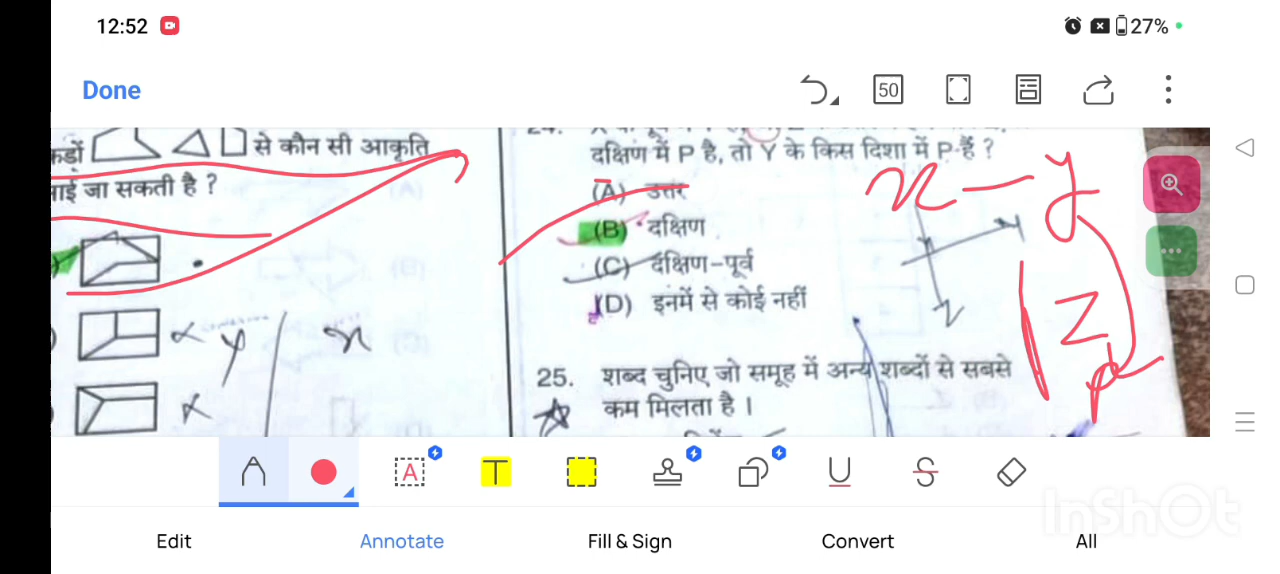 12:52
27%
Done
50
से कौन सी आकृति
जा सकती है ?
y
x
दक्षिण में P है, तो Y के किस दिशा में P हैं ?
(A) उत्तर
(B) दक्षिण
(C) दक्षिण-पूर्व
(D) इनमें से कोई नहीं
x - y
Z
P
25. शब्द चुनिए जो समूह में अन्य शब्दों से सबसे
कम मिलता है ।
A
T
U
S
InShOt
Edit
Annotate
Fill & Sign
Convert
All